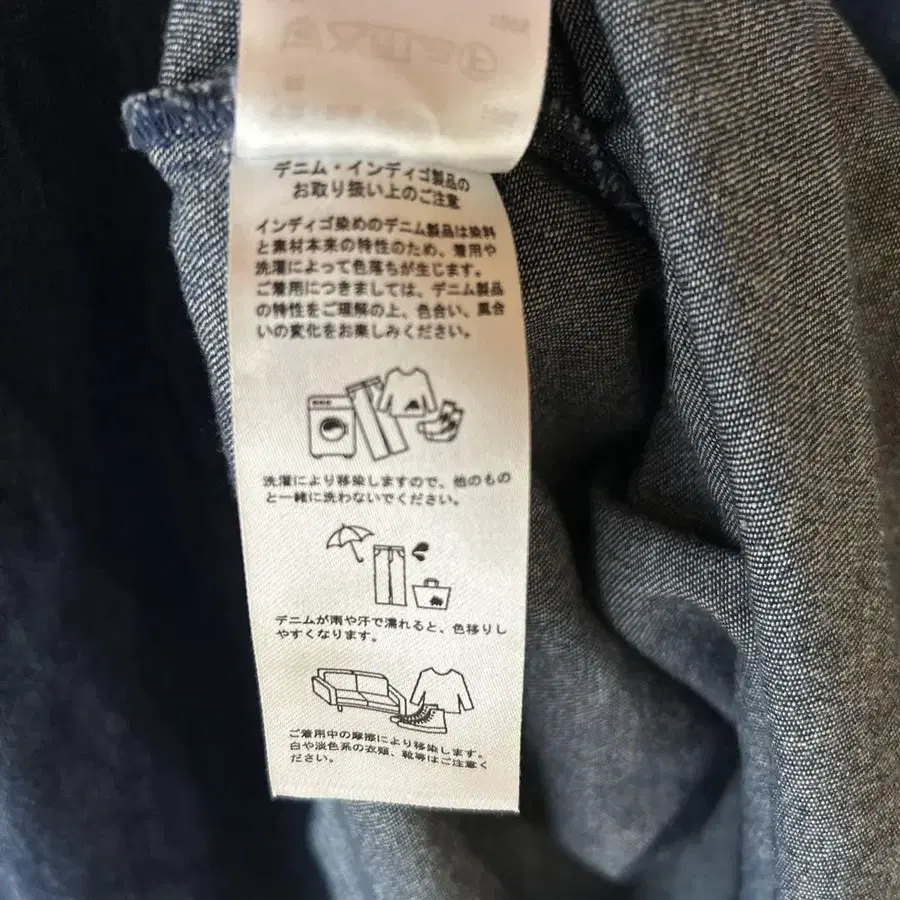 デニム・インディゴ製品の
お取り扱い上のご注意
インディゴ染めのデニム製品は染料
と素材本来の特性のため、着用や
洗濯によって色落ちが生じます。
ご着用につきましては、デニム製品
の特性をご理解の上、色合い、風合
いの変化をお楽しみください。
洗濯により移染しますので、他のもの
と一緒に洗わないでください。
デニムが雨や汗で濡れると、色移りし
やすくなります。
ご着用中の摩擦により移染します。
白や淡色系の衣類、靴等はご注意く
ださい。